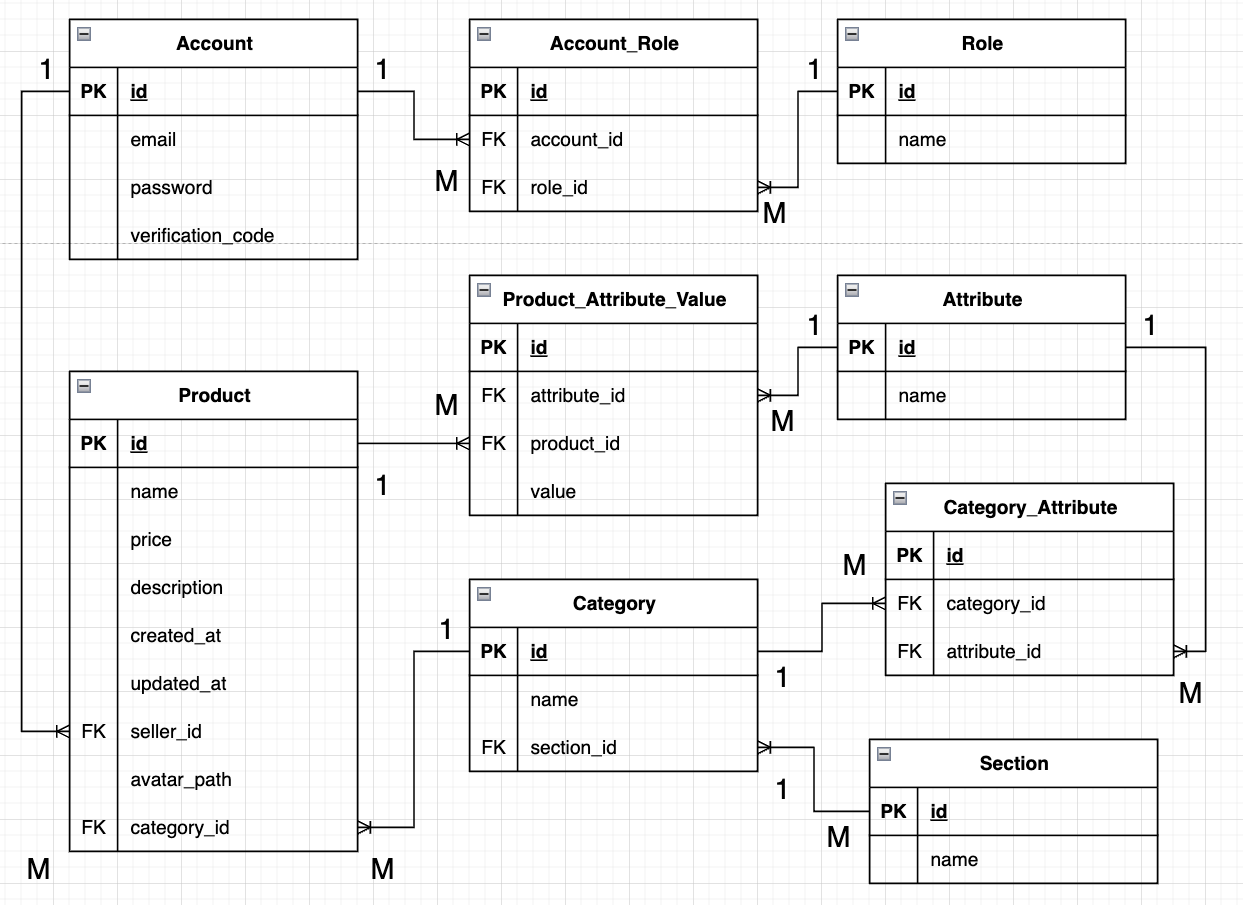 Account
1
PK id
1
email
password
verification_code
Account_Role
PK id
FK account_id
M
FK role_id
M
Role
1
PK id
name
Product_Attribute_Value
PK id
FK attribute_id
M
M
FK product_id
value
Attribute
1
PK id
1
name
Product
PK id
1
name
price
description
created_at
updated_at
FK seller_id
avatar_path
FK category_id
M
M
Category
1
PK id
1
name
FK section_id
1
Category_Attribute
PK id
M
FK category_id
FK attribute_id
M
Section
PK id
M
name